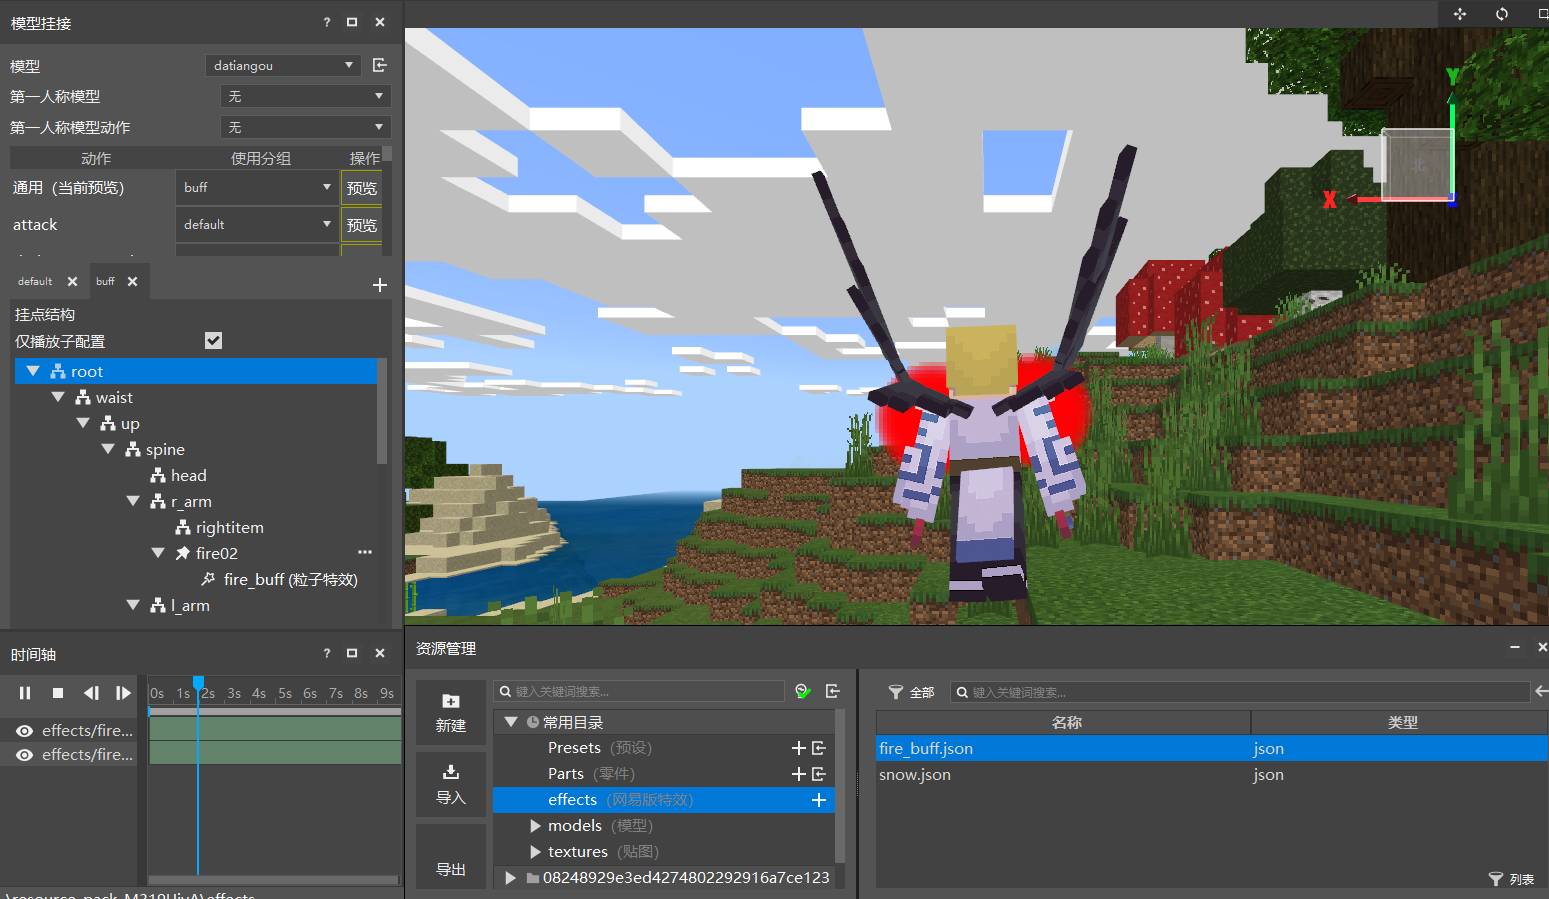 模型挂接
模型
datiangou
第一人称模型
无
第一人称模型动作
无
动作 使用分组 操作
通用（当前预览） buff 预览
attack default 预览
default buff
挂点结构
仅播放子配置
root
waist
up
spine
head
r_arm
rightitem
fire02
fire_buff (粒子特效)
l_arm
时间轴
0s 1s 2s 3s 4s 5s 6s 7s 8s 9s
effects/fire...
effects/fire...
Y
X
北
资源管理
新建
导入
导出
键入关键词搜索...
常用目录
Presets (预设)
Parts (零件)
effects (网易版特效)
models (模型)
textures (贴图)
08248929e3ed4274802292916a7ce123
全部
键入关键词搜索...
名称 类型
fire_buff.json json
snow.json json
列表